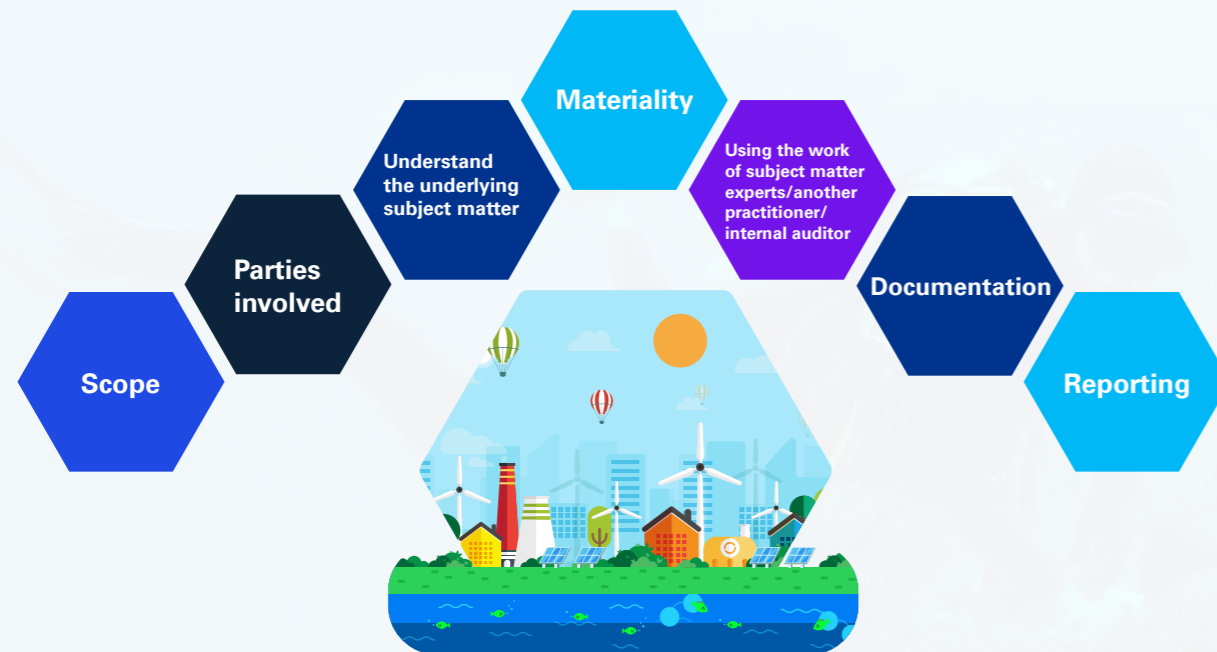 Scope
Parties
involved
Understand
the underlying
subject matter
Materiality
Using the work
of subject matter
experts/another
practitioner/
internal auditor
Documentation
Reporting